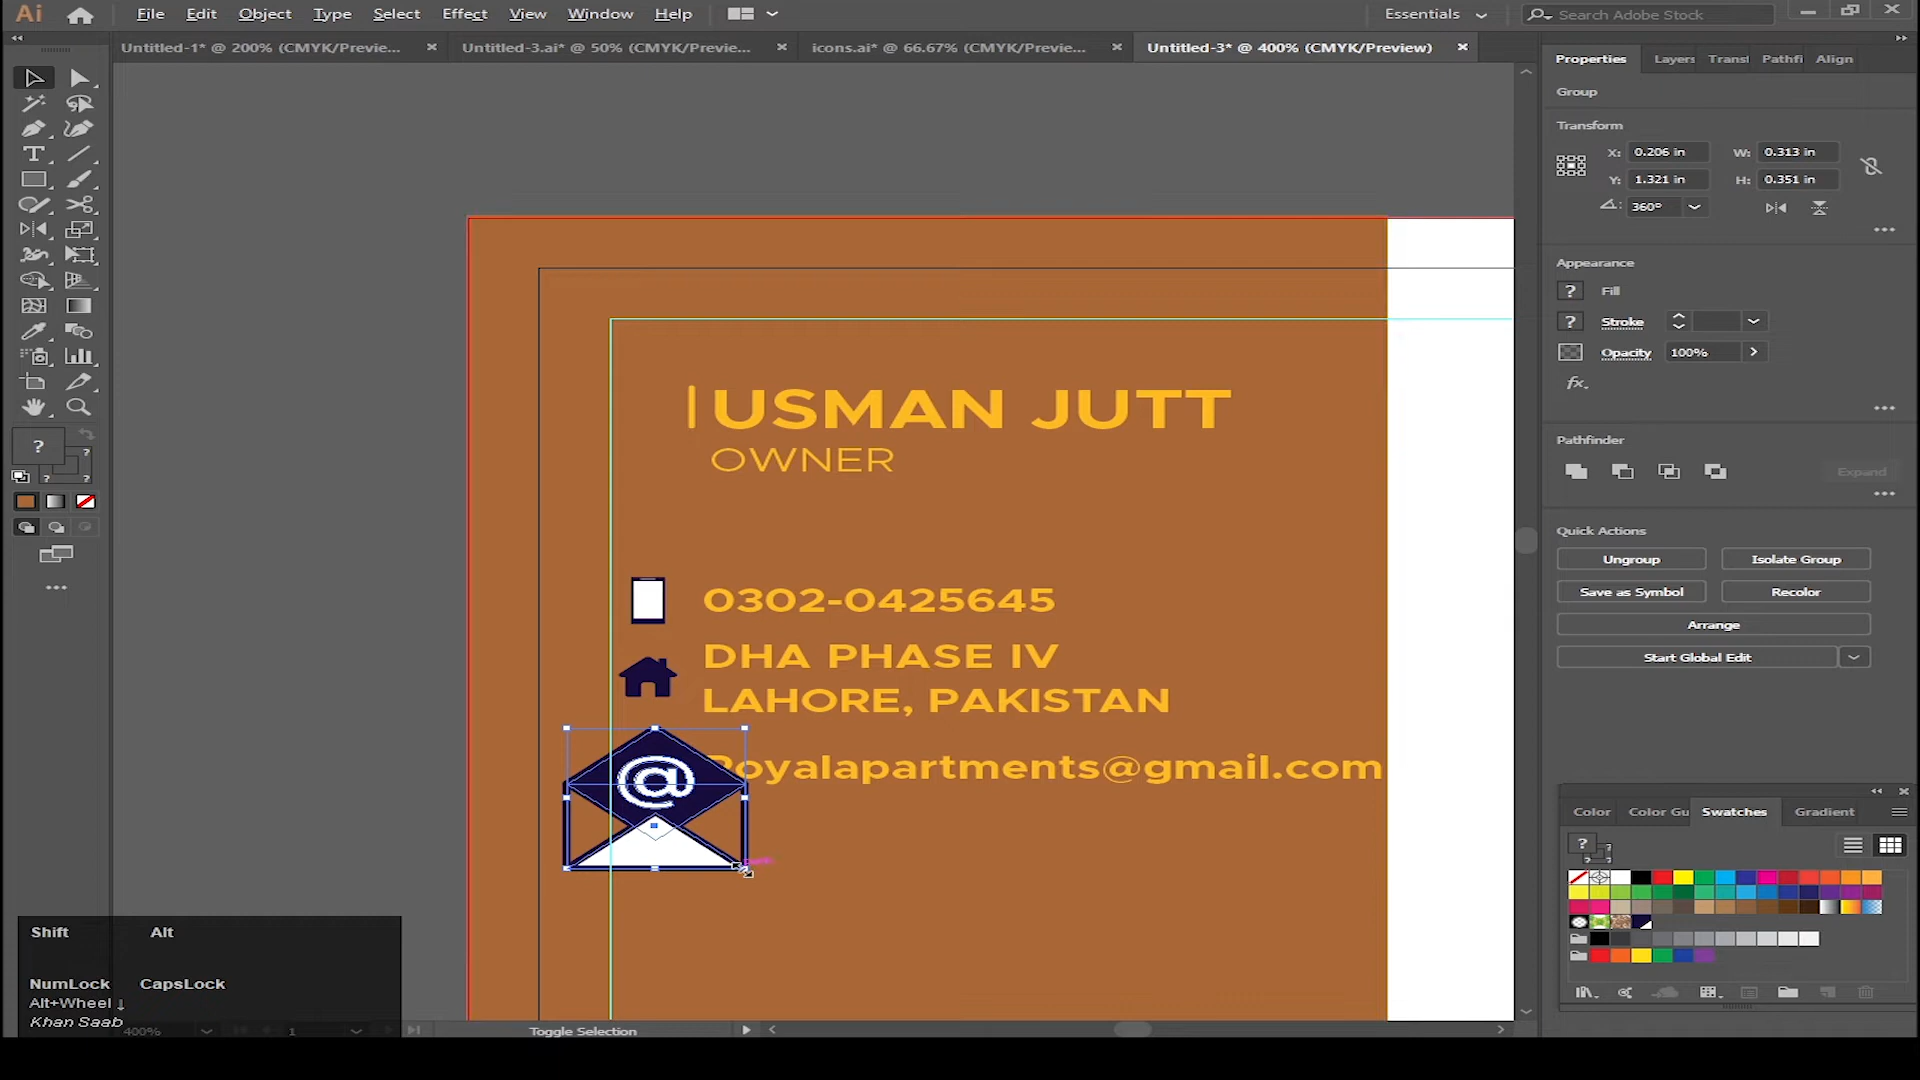 Ai File Edit Object Type Select Effect View Window Help Essentials Search Adobe Stock
Untitled-1* @ 200% (CMYK/Previe... Untitled-3.ai* @ 50% (CMYK/Previe... icons.ai* @ 66.67% (CMYK/Previe... Untitled-3* @ 400% (CMYK/Preview)
Properties Layers Transf Pathfi Align
Group
Transform
X: 0.206 in W: 0.313 in
Y: 1.321 in H: 0.351 in
360°
Appearance
? Fill
? Stroke
Opacity 100%
fx.
Pathfinder
Expand
Quick Actions
Ungroup Isolate Group
Save as Symbol Recolor
Arrange
Start Global Edit
USMAN JUTT
OWNER
0302-0425645
DHA PHASE IV
LAHORE, PAKISTAN
@
Royalapartments@gmail.com
Color Color Gu Swatches Gradient
Shift Alt
NumLock CapsLock
Alt+Wheel ↓
Khan Saab
400% 1 Toggle Selection